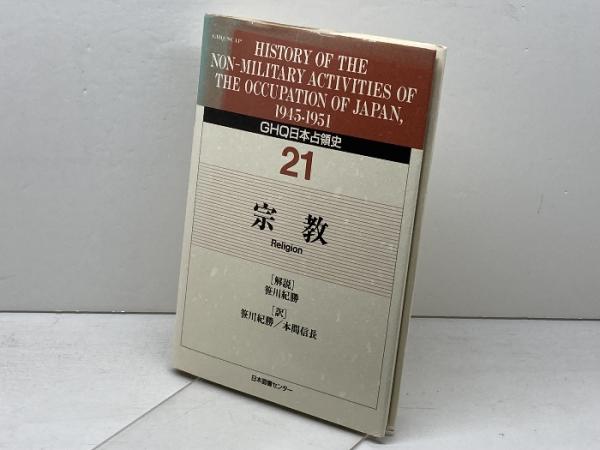 GHQ/SCAP
HISTORY OF THE
NON-MILITARY ACTIVITIES OF
THE OCCUPATION OF JAPAN,
1945-1951
GHQ日本占領史
21
宗教
Religion
[解説]
笹川紀勝
[訳]
笹川紀勝/本間信長
日本図書センター